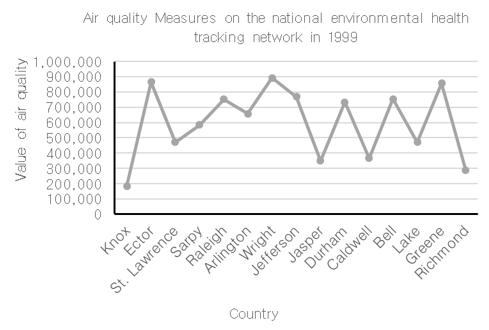 Air quality Measures on the national environmental health
tracking network in 1999
Value of air quality
1,000,000
900,000
800,000
700,000
600,000
500,000
400,000
300,000
200,000
100,000
0
Knox
Ector
St. Lawrence
Sarpy
Raleigh
Arlington
Wright
Jefferson
Jasper
Durham
Caldwell
Bell
Lake
Greene
Richmond
Country